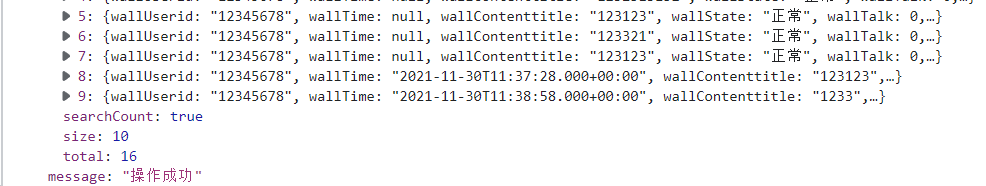 5: {wallUserid: "12345678", wallTime: null, wallContenttitle: "123123", wallState: "正常", wallTalk: 0,…}
6: {wallUserid: "12345678", wallTime: null, wallContenttitle: "123321", wallState: "正常", wallTalk: 0,…}
7: {wallUserid: "12345678", wallTime: null, wallContenttitle: "123123", wallState: "正常", wallTalk: 0,…}
8: {wallUserid: "12345678", wallTime: "2021-11-30T11:37:28.000+00:00", wallContenttitle: "123123",…}
9: {wallUserid: "12345678", wallTime: "2021-11-30T11:38:58.000+00:00", wallContenttitle: "1233",…}
searchCount: true
size: 10
total: 16
message: "操作成功"